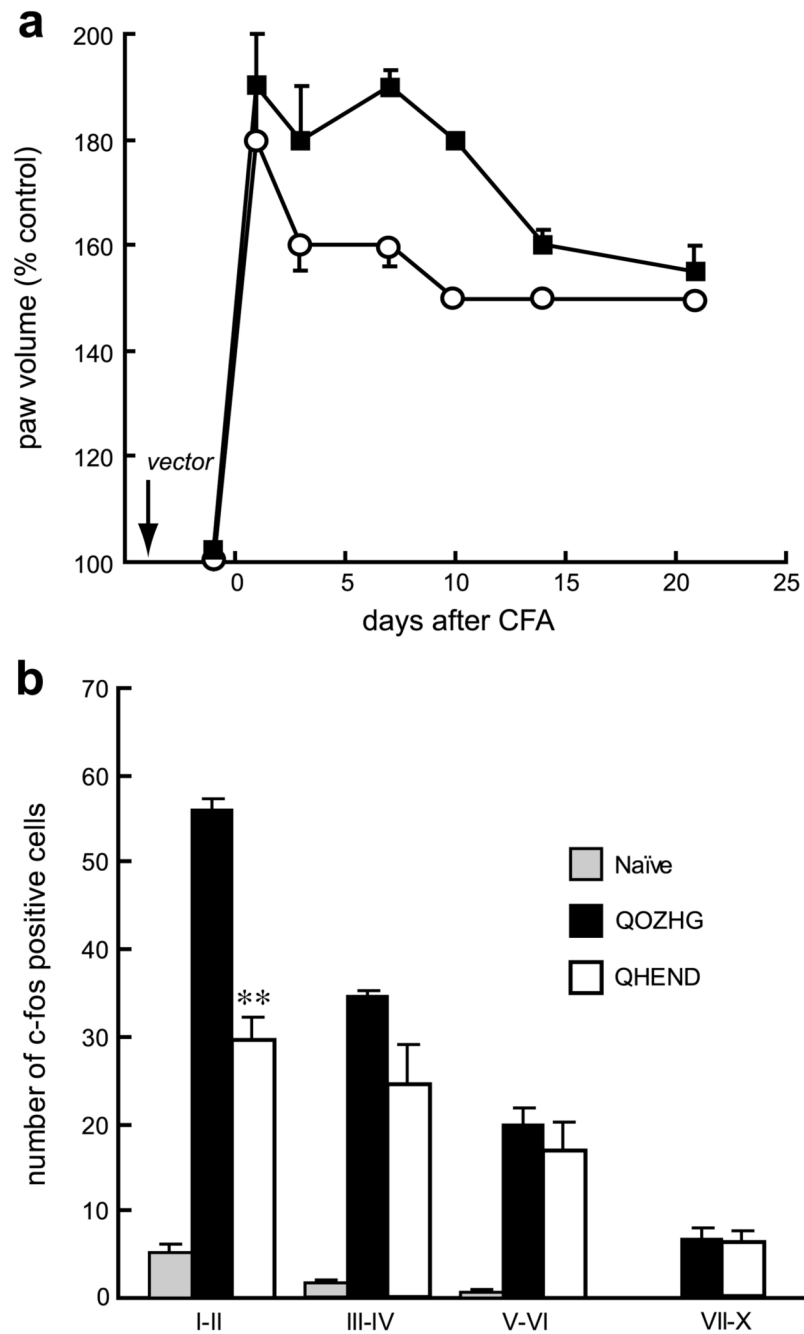 a
200
180
160
140
120
100
paw volume (% control)
vector
0 5 10 15 20 25
days after CFA
b
70
60
50
40
30
20
10
0
number of c-fos positive cells
**
Naïve
QOZHG
QHEND
I-II III-IV V-VI VII-X